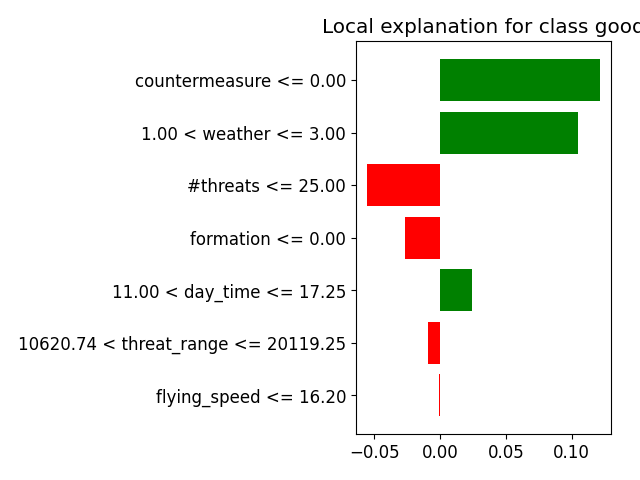 Local explanation for class good
countermeasure <= 0.00
1.00 < weather <= 3.00
#threats <= 25.00
formation <= 0.00
11.00 < day_time <= 17.25
10620.74 < threat_range <= 20119.25
flying_speed <= 16.20
−0.05 0.00 0.05 0.10